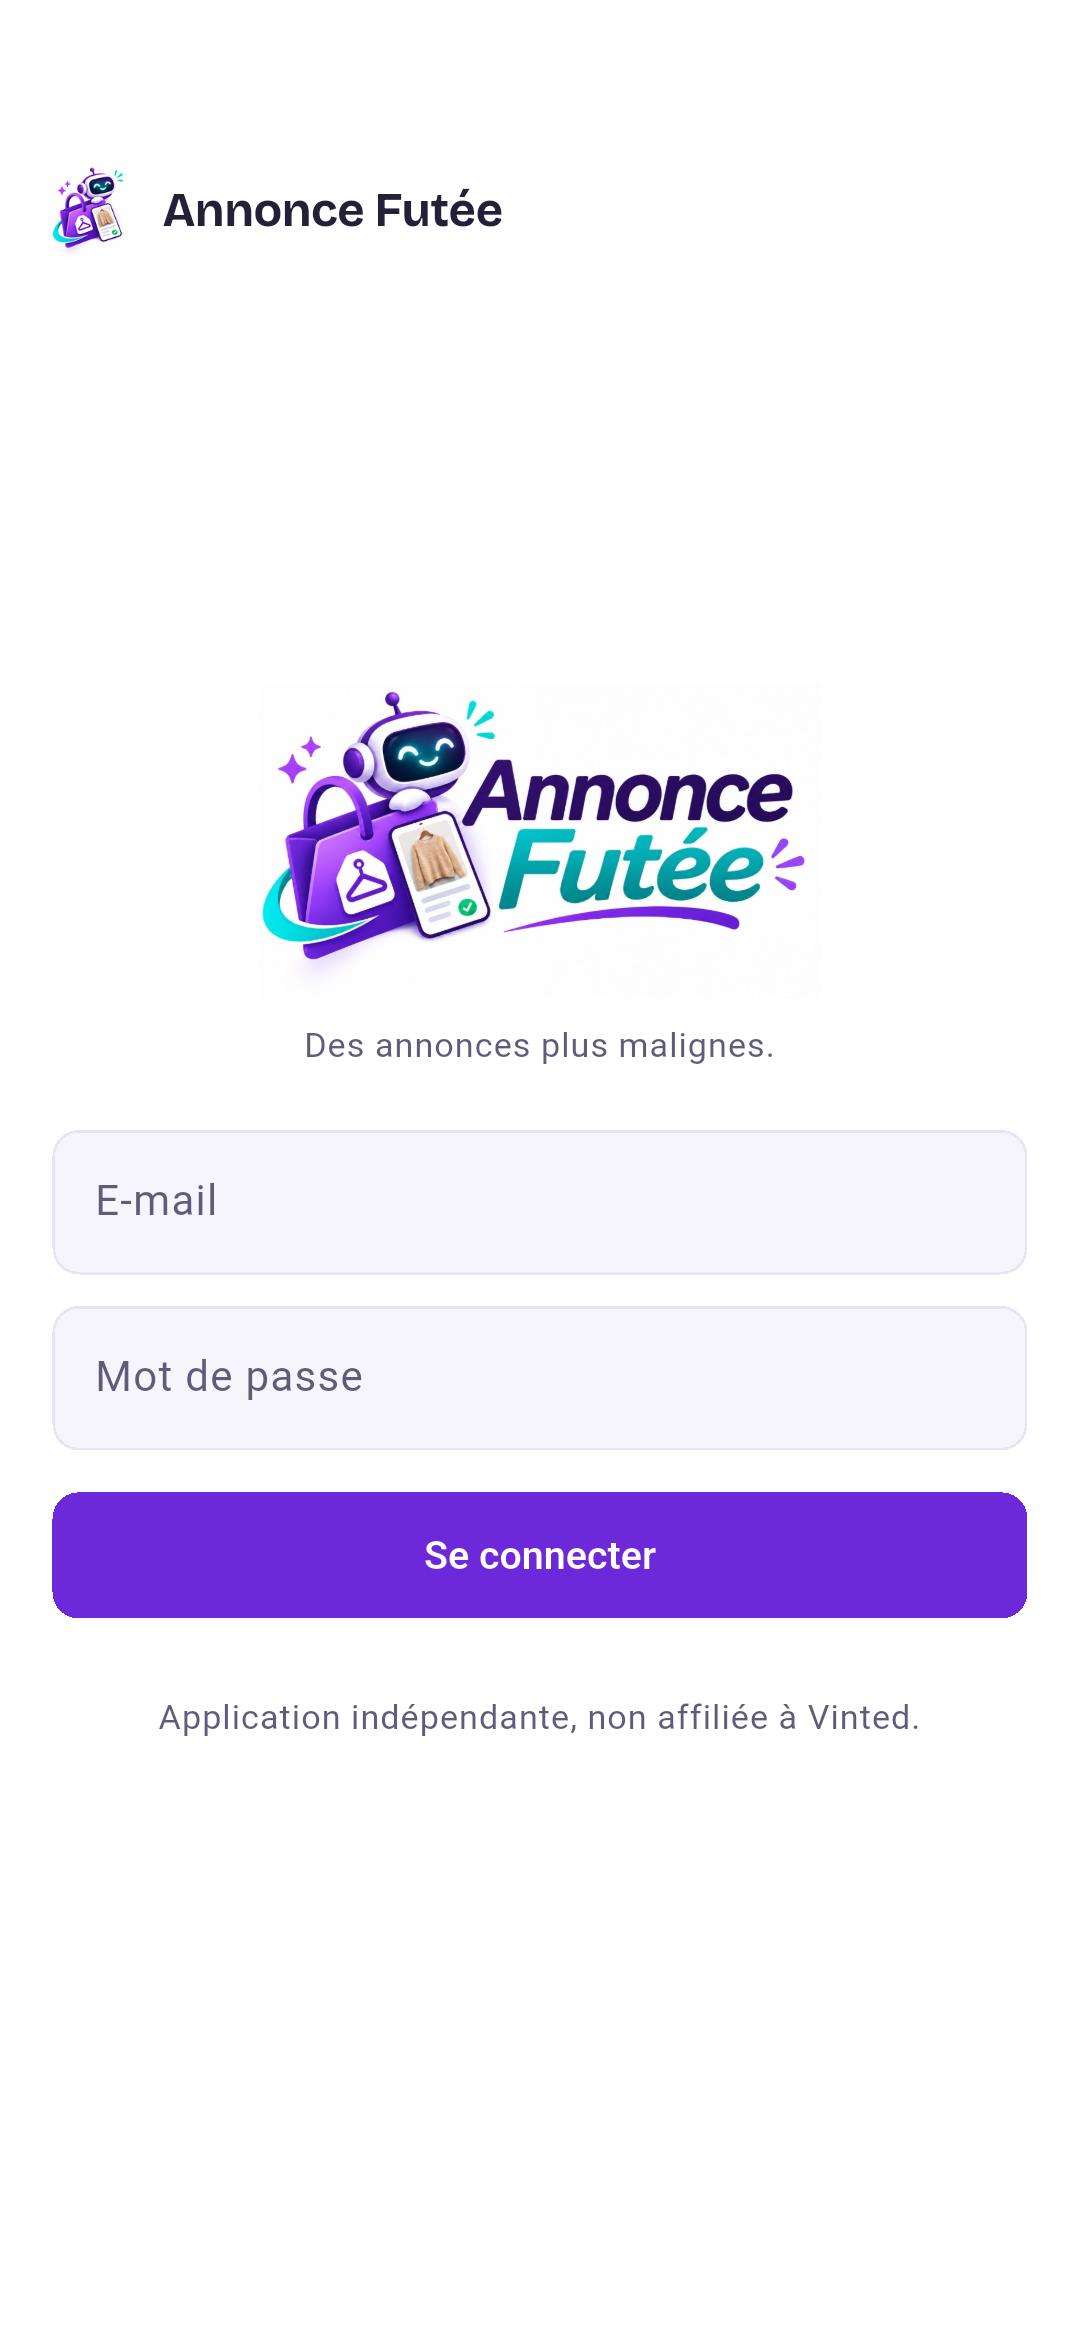 Annonce Futée
Annonce
Futée
Des annonces plus malignes.
E-mail
Mot de passe
Se connecter
Application indépendante, non affiliée à Vinted.